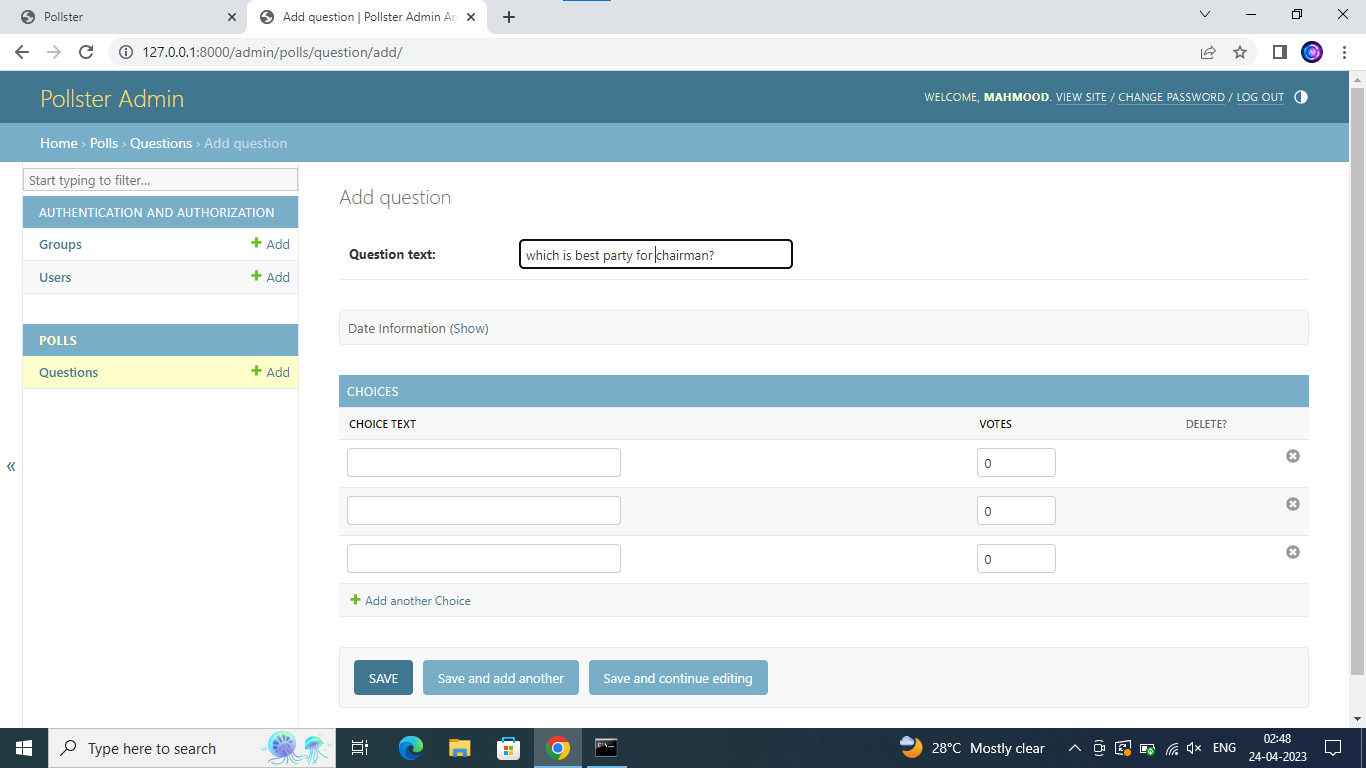 Pollster
Add question | Pollster Admin Ar
127.0.0.1:8000/admin/polls/question/add/
Pollster Admin
WELCOME, MAHMOOD. VIEW SITE / CHANGE PASSWORD / LOG OUT
Home › Polls › Questions › Add question
Start typing to filter...
AUTHENTICATION AND AUTHORIZATION
Groups + Add
Users + Add
POLLS
Questions + Add
«
Add question
Question text: which is best party for chairman?
Date Information (Show)
CHOICES
CHOICE TEXT VOTES DELETE?
0
0
0
+ Add another Choice
SAVE Save and add another Save and continue editing
Type here to search
28°C Mostly clear
ENG
02:48
24-04-2023